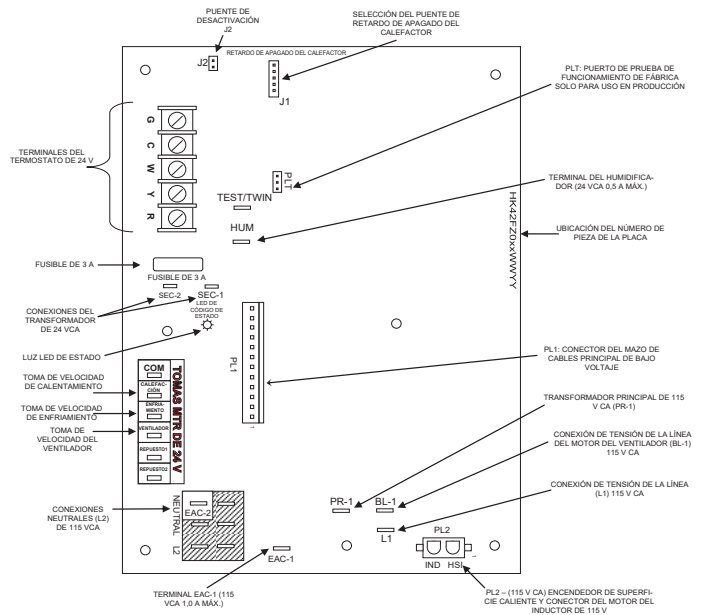 PUENTE DE
DESACTIVACIÓN
J2
SELECCIÓN DEL PUENTE DE
RETARDO DE APAGADO DEL
CALEFACTOR
RETARDO DE APAGADO DEL CALEFACTOR
J2
J1
PLT: PUERTO DE PRUEBA DE
FUNCIONAMIENTO DE FÁBRICA
SOLO PARA USO EN PRODUCCIÓN
TERMINALES DEL
TERMOSTATO DE 24 V
G
C
W
Y
R
PLT
TEST/TWIN
HUM
TERMINAL DEL HUMIDIFICA-
DOR (24 VCA 0,5 A MÁX.)
HK42FZ0xxWWYY
UBICACIÓN DEL NÚMERO DE
PIEZA DE LA PLACA
FUSIBLE DE 3 A
FUSIBLE DE 3 A
SEC-2
SEC-1
LED DE
CÓDIGO DE
ESTADO
CONEXIONES DEL
TRANSFORMADOR
DE 24 VCA
LUZ LED DE ESTADO
PL1
1
PL1: CONECTOR DEL MAZO DE
CABLES PRINCIPAL DE BAJO
VOLTAJE
COM
CALEFAC-
CIÓN
ENFRIA-
MIENTO
VENTILADOR
REPUESTO1
REPUESTO2
TOMAS MTR DE 24 V
TOMA DE VELOCIDAD
DE CALENTAMIENTO
TOMA DE VELOCIDAD
DE ENFRIAMIENTO
TOMA DE
VELOCIDAD DEL
VENTILADOR
TRANSFORMADOR PRINCIPAL DE 115
V CA (PR-1)
CONEXIÓN DE TENSIÓN DE LA LÍNEA
DEL MOTOR DEL VENTILADOR (BL-1)
115 V CA
CONEXIÓN DE TENSIÓN DE LA LÍNEA
(L1) 115 V CA
CONEXIONES
NEUTRALES (L2)
DE 115 VCA
NEUTRAL
L2
EAC-2
PR-1
BL-1
L1
PL2
1
IND
HSI
EAC-1
TERMINAL EAC-1 (115
VCA 1,0 A MÁX.)
PL2 – (115 V CA) ENCENDEDOR DE SUPERFI-
CIE CALIENTE Y CONECTOR DEL MOTOR DEL
INDUCTOR DE 115 V